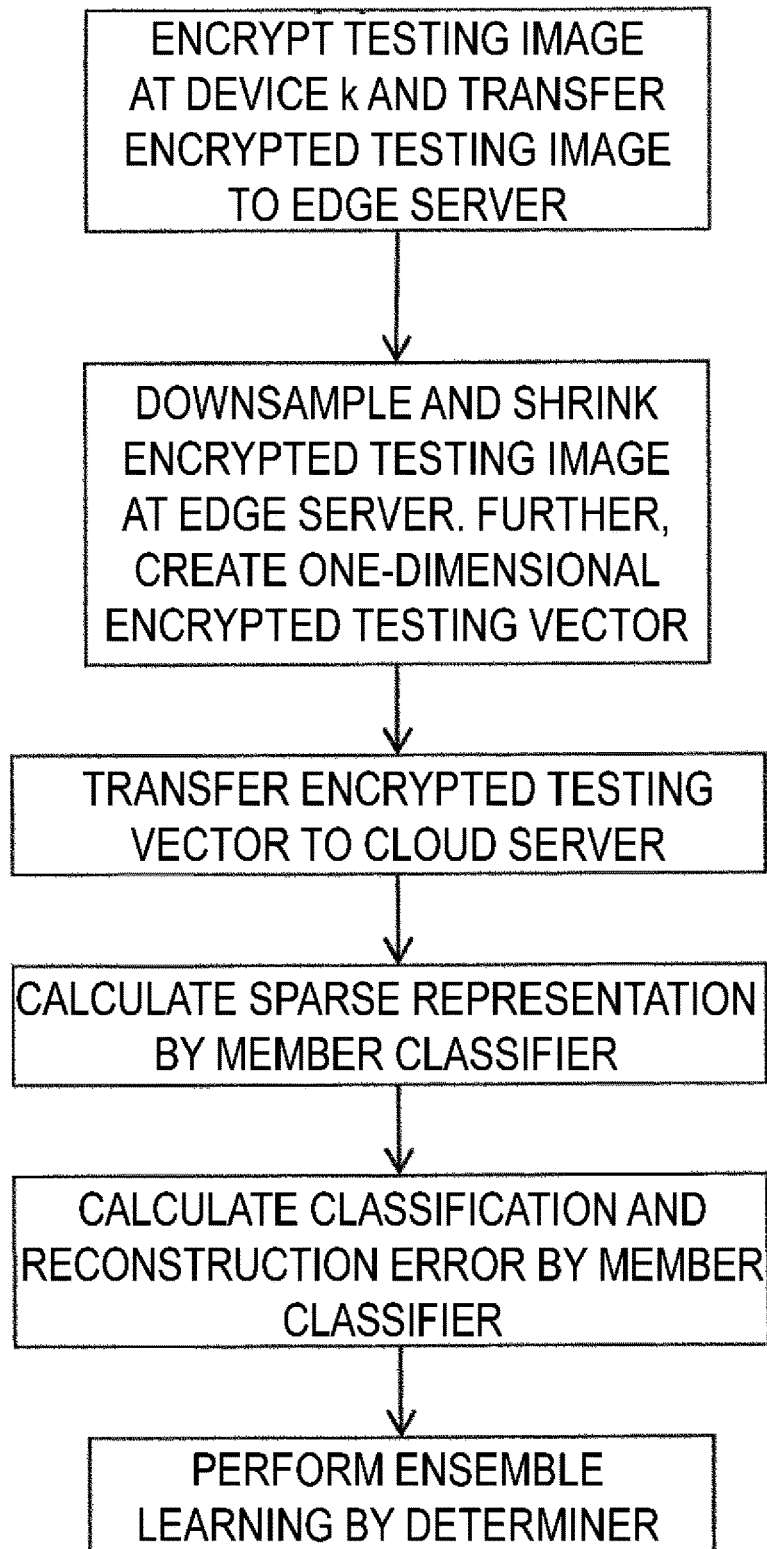 ENCRYPT TESTING IMAGE
AT DEVICE k AND TRANSFER
ENCRYPTED TESTING IMAGE
TO EDGE SERVER
DOWNSAMPLE AND SHRINK
ENCRYPTED TESTING IMAGE
AT EDGE SERVER. FURTHER,
CREATE ONE-DIMENSIONAL
ENCRYPTED TESTING VECTOR
TRANSFER ENCRYPTED TESTING
VECTOR TO CLOUD SERVER
CALCULATE SPARSE REPRESENTATION
BY MEMBER CLASSIFIER
CALCULATE CLASSIFICATION AND
RECONSTRUCTION ERROR BY MEMBER
CLASSIFIER
PERFORM ENSEMBLE
LEARNING BY DETERMINER